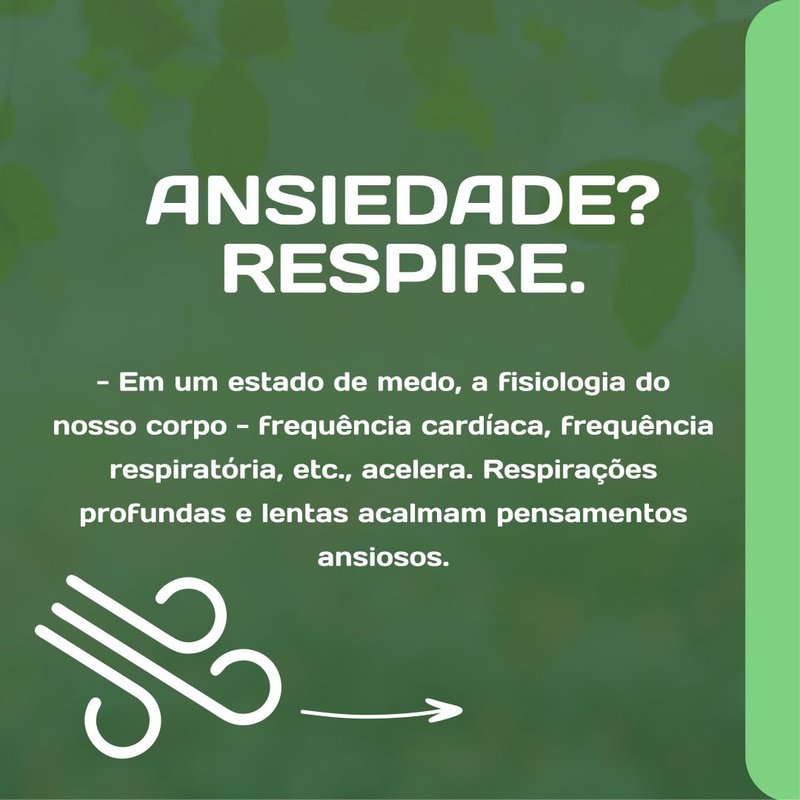 ANSIEDADE?
RESPIRE.
- Em um estado de medo, a fisiologia do
nosso corpo - frequência cardíaca, frequência
respiratória, etc., acelera. Respirações
profundas e lentas acalmam pensamentos
ansiosos.